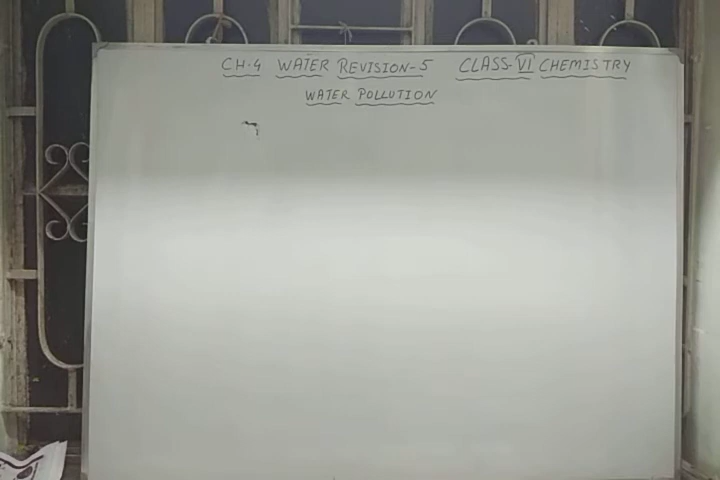 CH.4 WATER REVISION-5 CLASS-VI CHEMISTRY
WATER POLLUTION